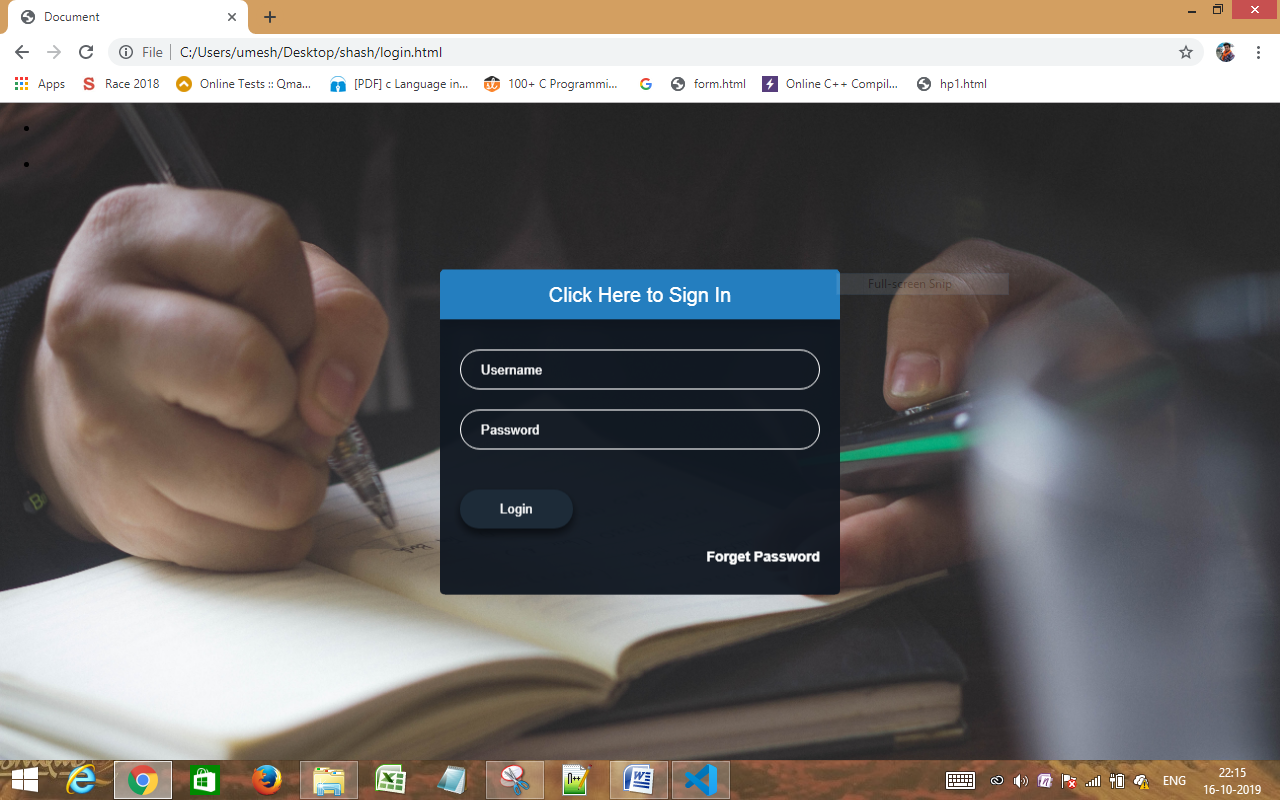 Document
File C:/Users/umesh/Desktop/shash/login.html
Apps Race 2018 Online Tests :: Qma... [PDF] c Language in... 100+ C Programmi... form.html Online C++ Compil... hp1.html
Click Here to Sign In
Full-screen Snip
Username
Password
Login
Forget Password
ENG
22:15
16-10-2019